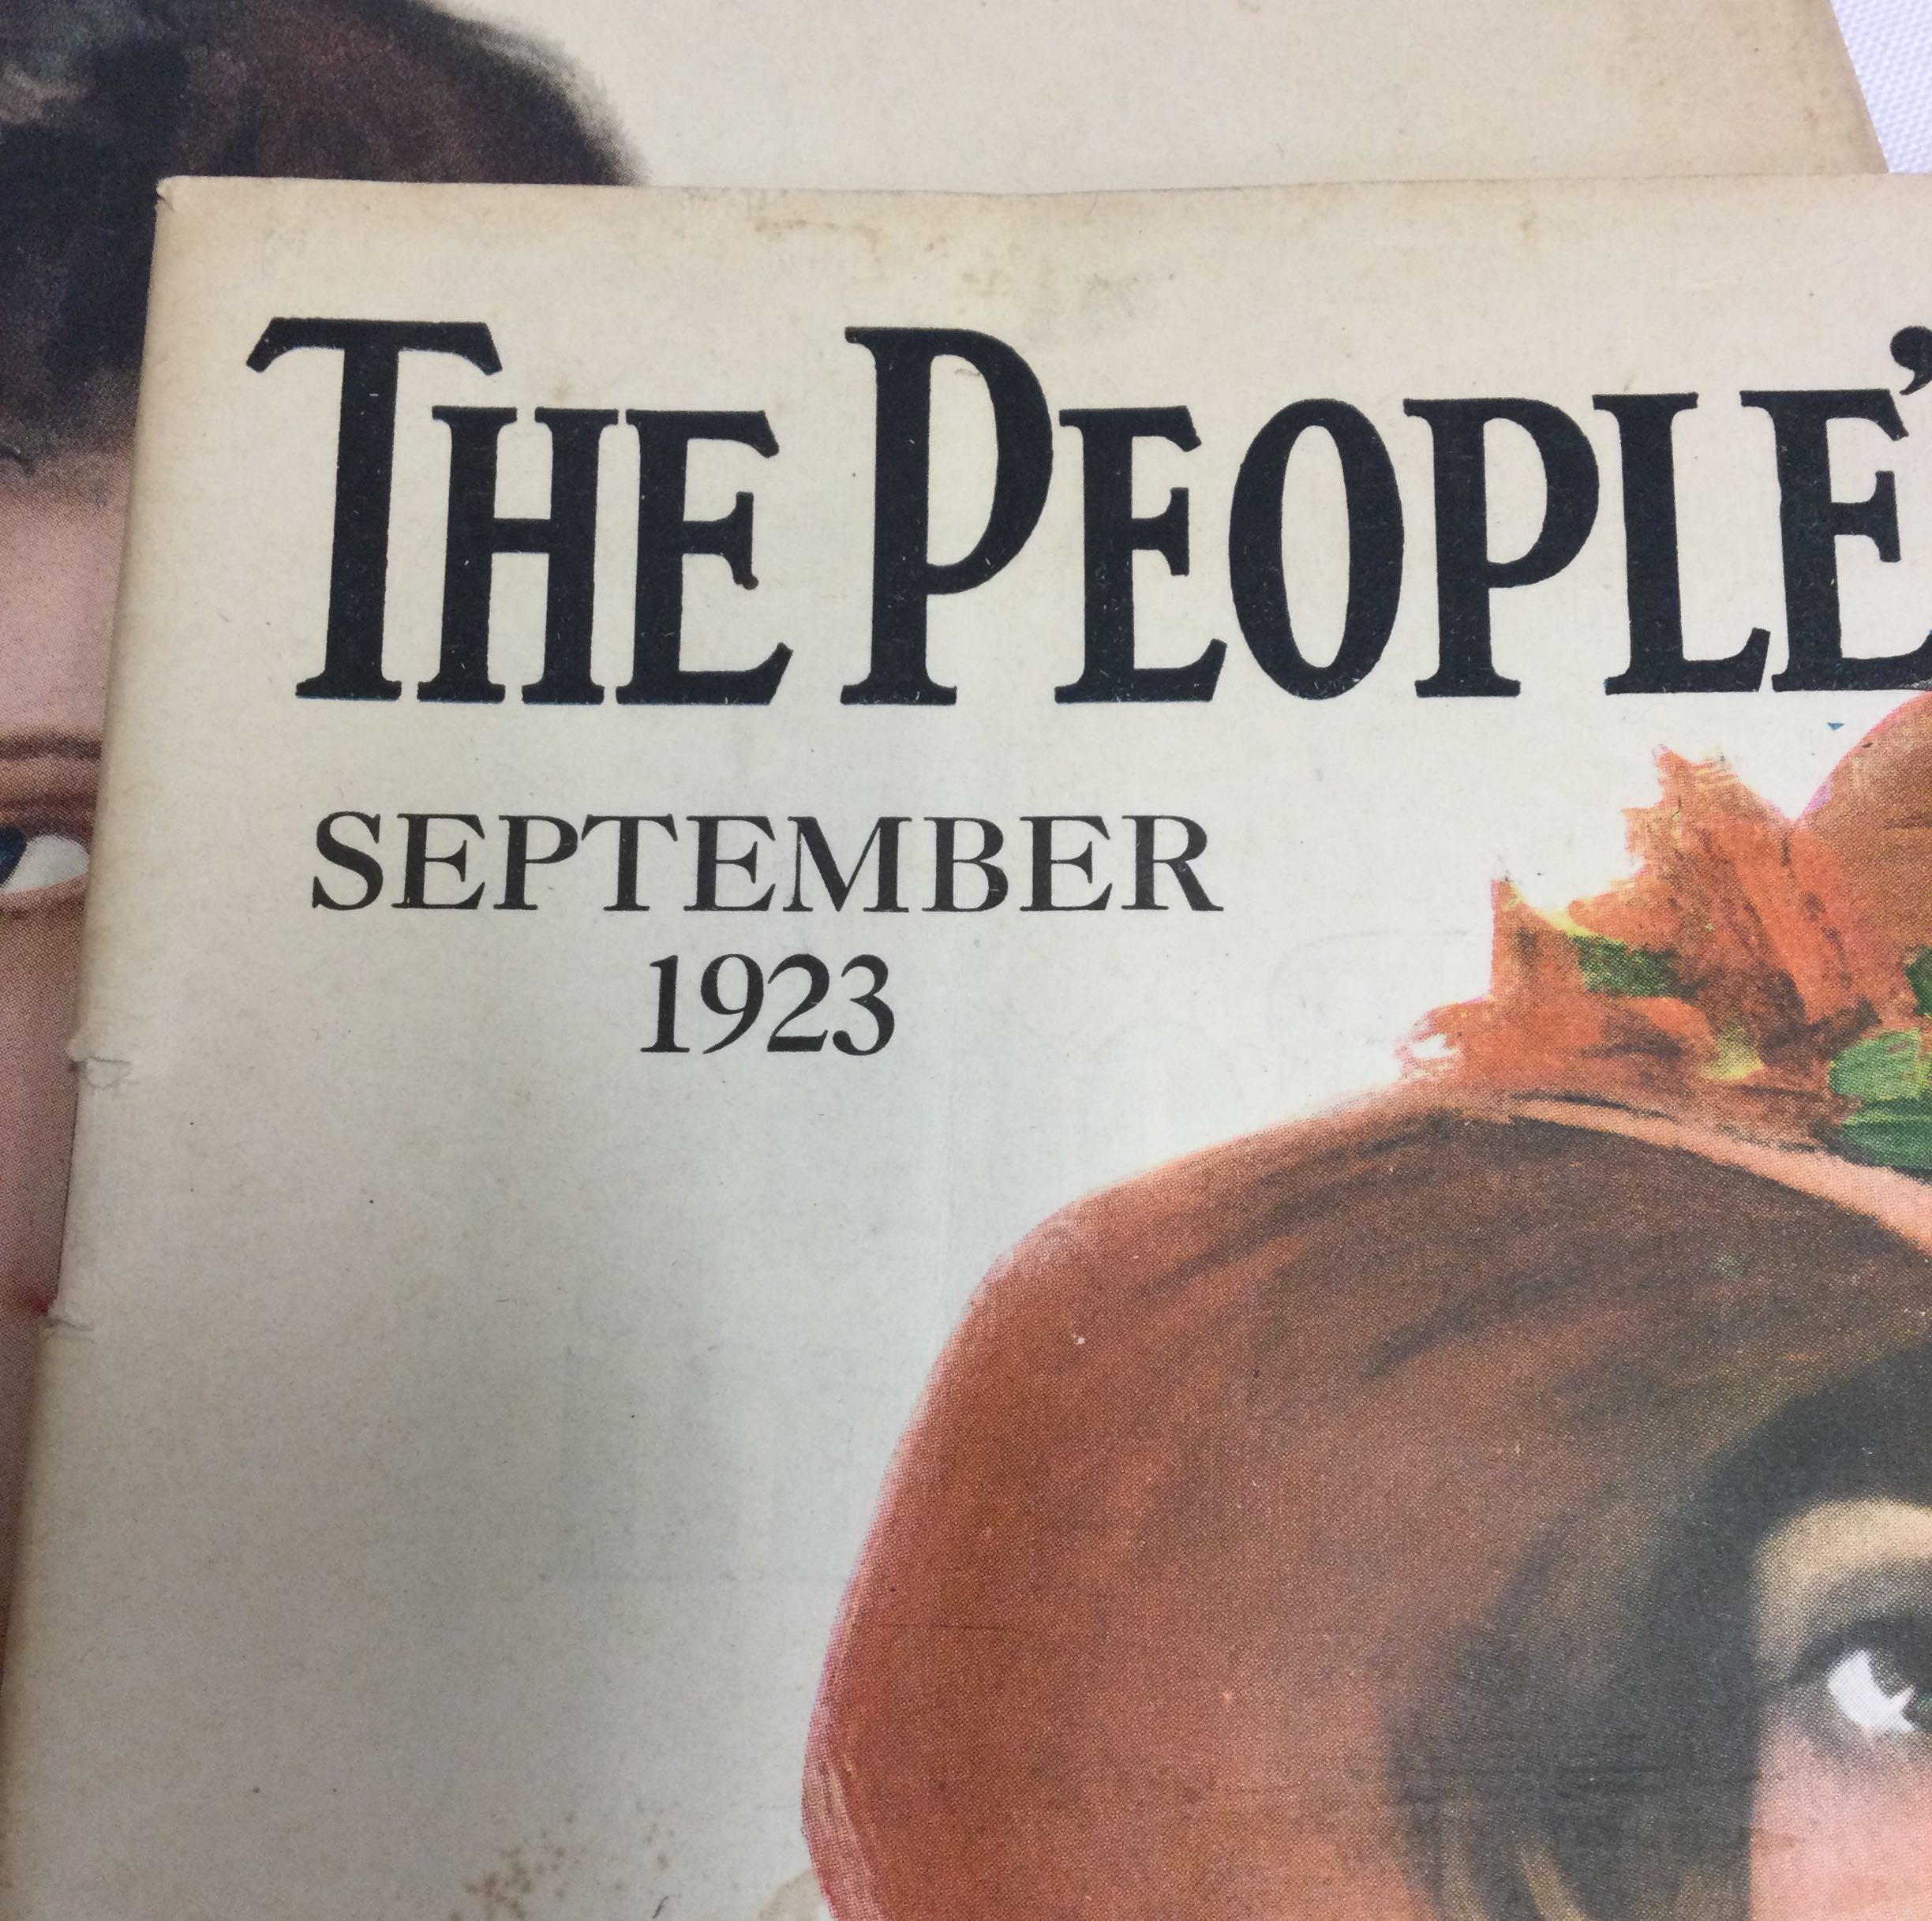 THE PEOPLE'
SEPTEMBER
1923